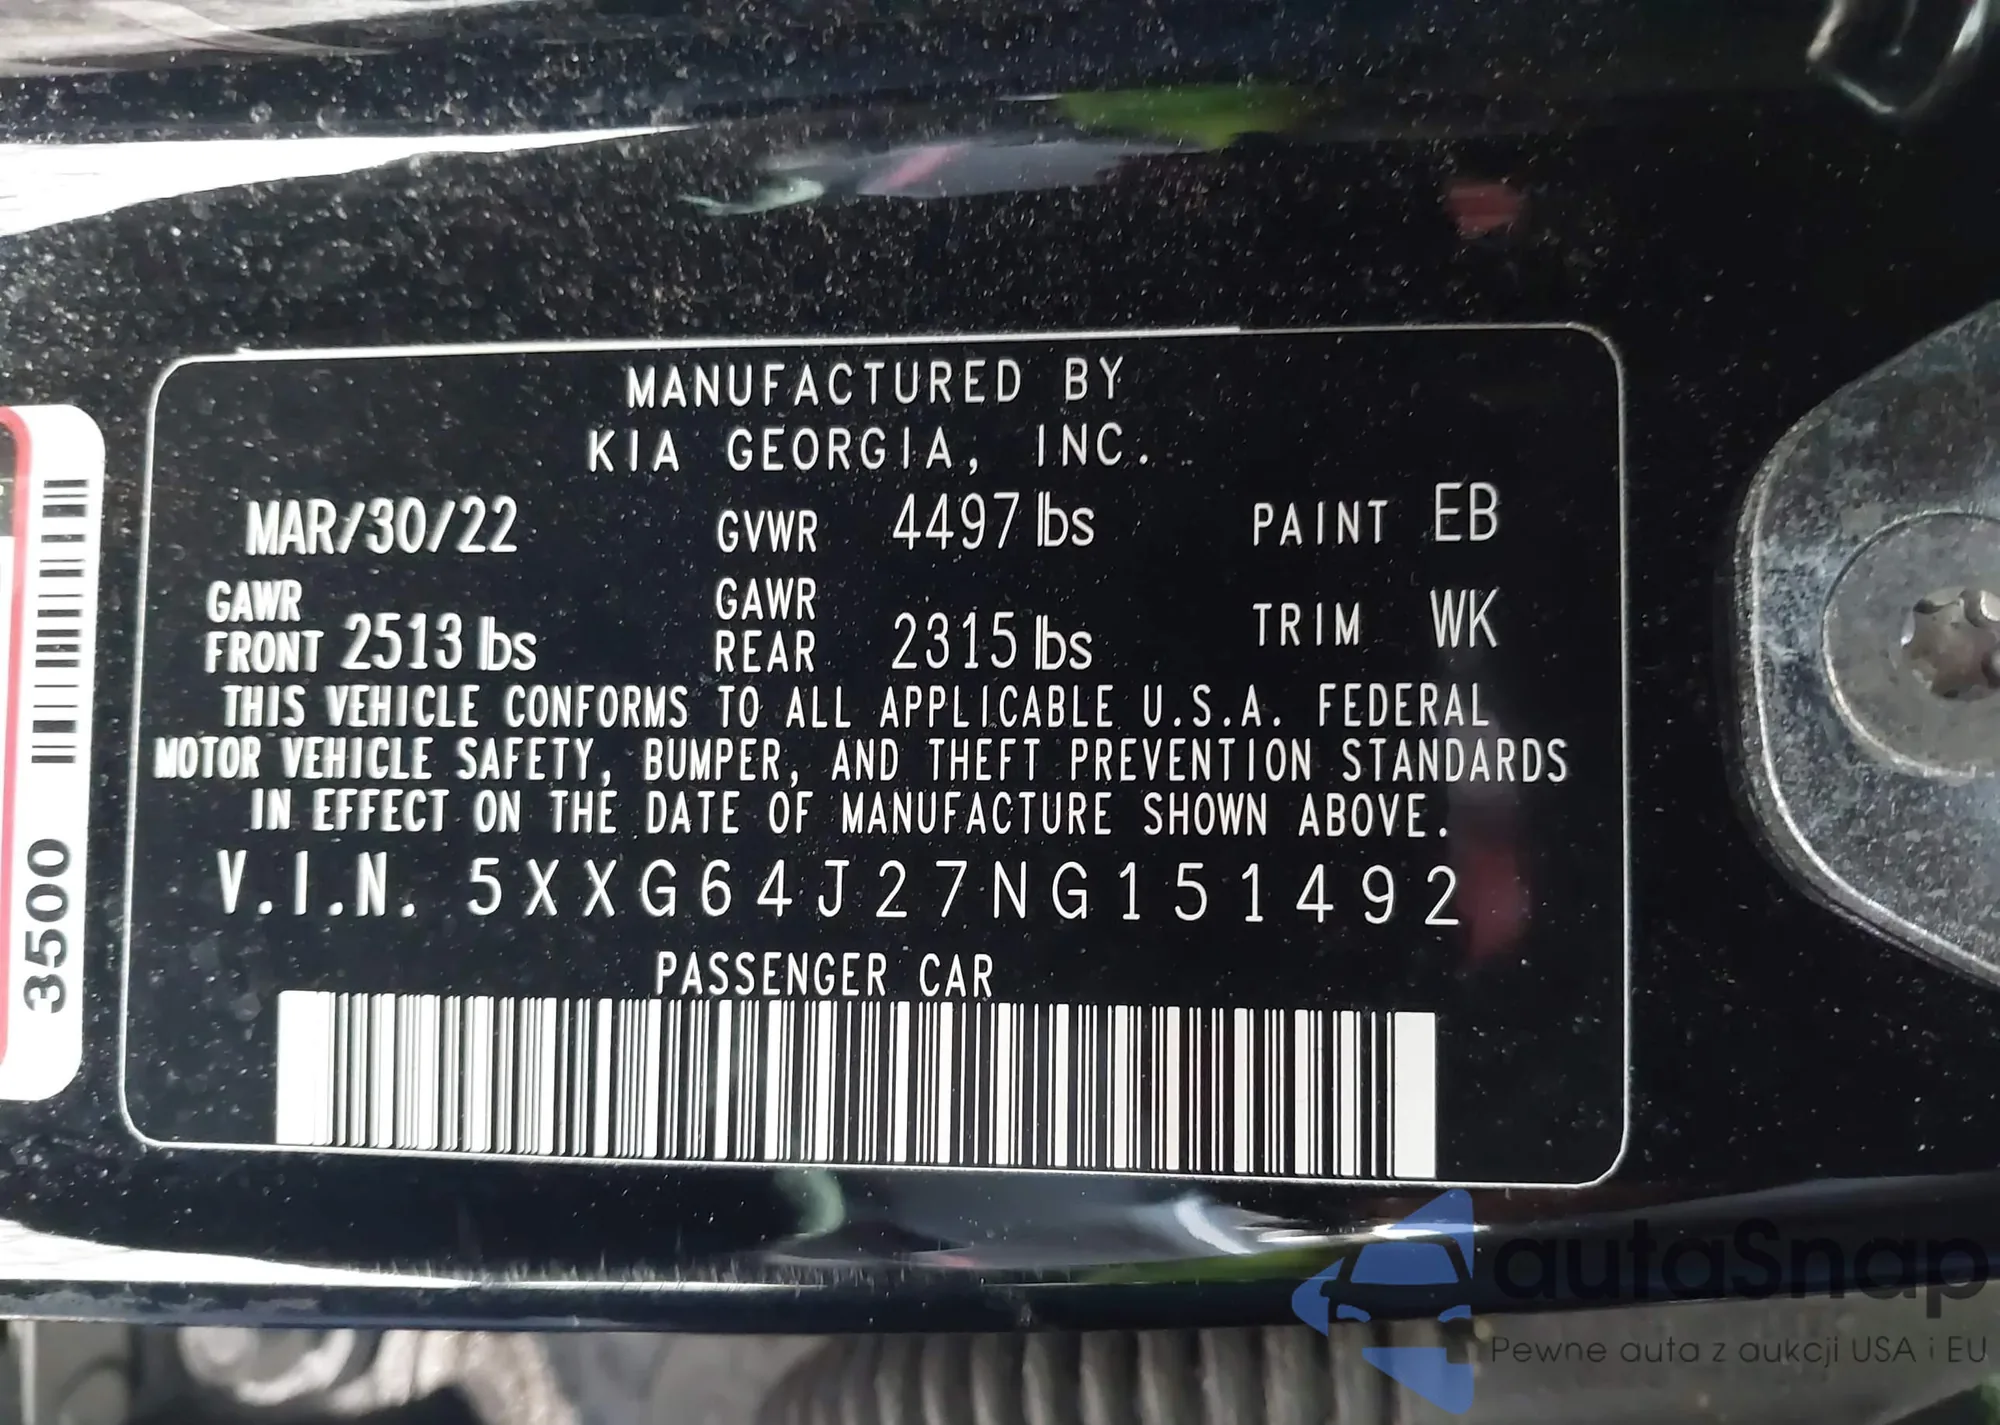 MANUFACTURED BY
KIA GEORGIA, INC.
MAR/30/22 GVWR 4497 lbs PAINT EB
GAWR FRONT 2513 lbs GAWR REAR 2315 lbs TRIM WK
THIS VEHICLE CONFORMS TO ALL APPLICABLE U.S.A. FEDERAL
MOTOR VEHICLE SAFETY, BUMPER, AND THEFT PREVENTION STANDARDS
IN EFFECT ON THE DATE OF MANUFACTURE SHOWN ABOVE.
V.I.N. 5XXG64J27NG151492
PASSENGER CAR
3500
autaSnap
Pewne auta z aukcji USA i EU